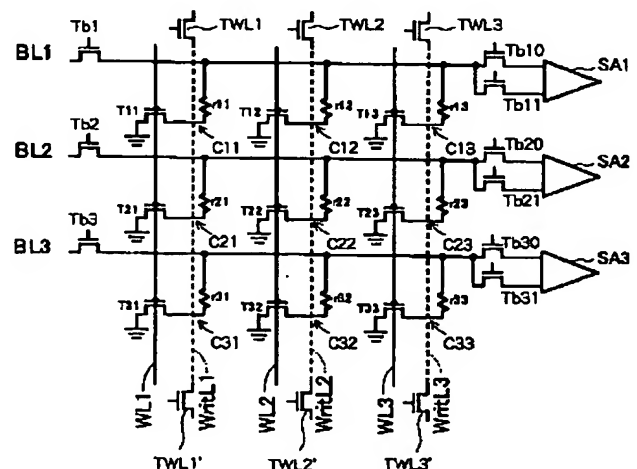 TWL1 TWL2 TWL3
Tb1
BL1
Tb10 SA1
Tb11
T11 r11 T12 r12 T13 r13
C11 C12 C13
Tb2
BL2
Tb20 SA2
Tb21
T21 r21 T22 r22 T23 r23
C21 C22 C23
Tb3
BL3
Tb30 SA3
Tb31
T31 r31 T32 r32 T33 r33
C31 C32 C33
WL1 WritL1 WL2 WritL2 WL3 WritL3
TWL1' TWL2' TWL3'